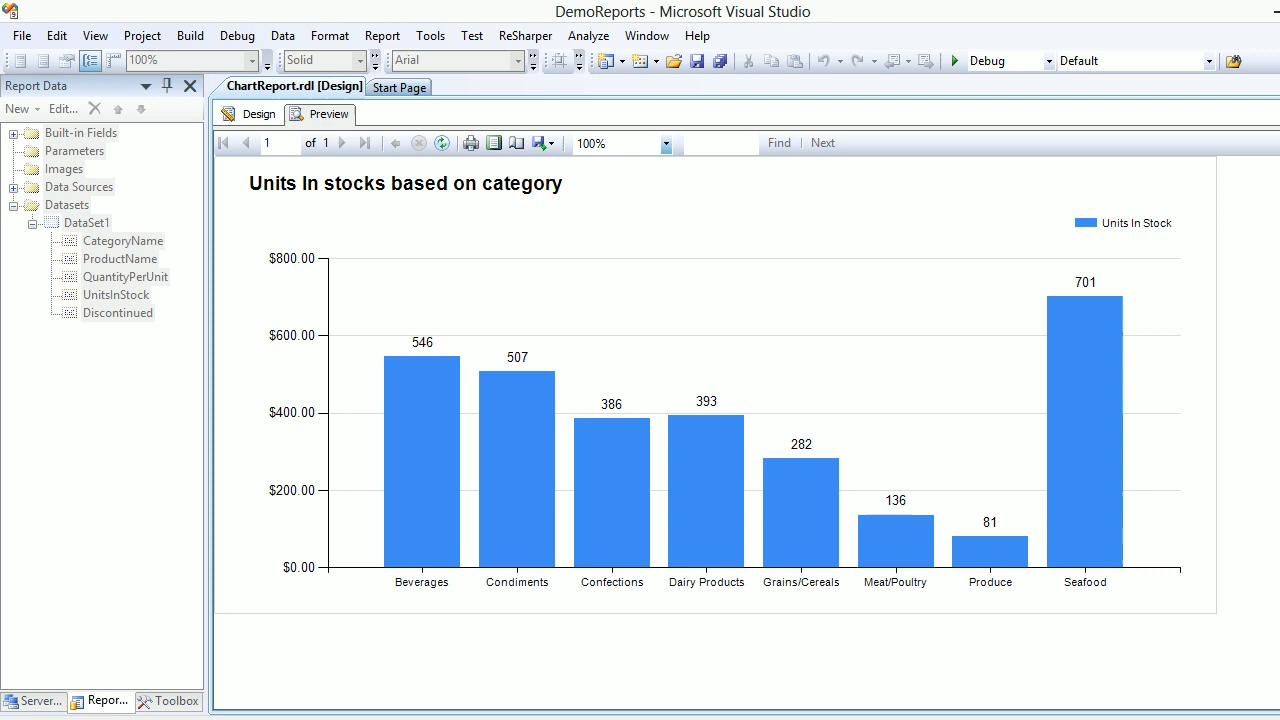 DemoReports - Microsoft Visual Studio
File Edit View Project Build Debug Data Format Report Tools Test ReSharper Analyze Window Help
100% Solid Arial Debug Default
Report Data
ChartReport.rdl [Design] Start Page
New Edit...
Design Preview
1 of 1 100% Find | Next
Built-in Fields
Parameters
Images
Data Sources
Datasets
DataSet1
CategoryName
ProductName
QuantityPerUnit
UnitsInStock
Discontinued
Units In stocks based on category
Units In Stock
$800.00
$600.00
$400.00
$200.00
$0.00
546
507
386
393
282
136
81
701
Beverages Condiments Confections Dairy Products Grains/Cereals Meat/Poultry Produce Seafood
Server... Repor... Toolbox